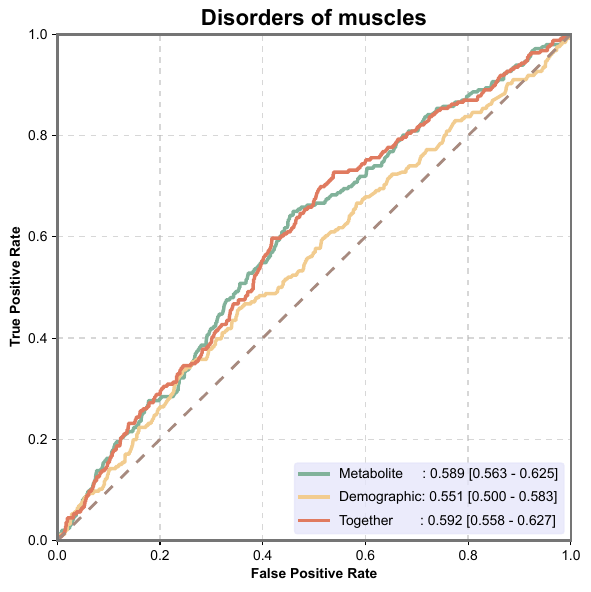 Disorders of muscles
True Positive Rate
1.0
0.8
0.6
0.4
0.2
0.0
Metabolite : 0.589 [0.563 - 0.625]
Demographic: 0.551 [0.500 - 0.583]
Together : 0.592 [0.558 - 0.627]
0.0 0.2 0.4 0.6 0.8 1.0
False Positive Rate